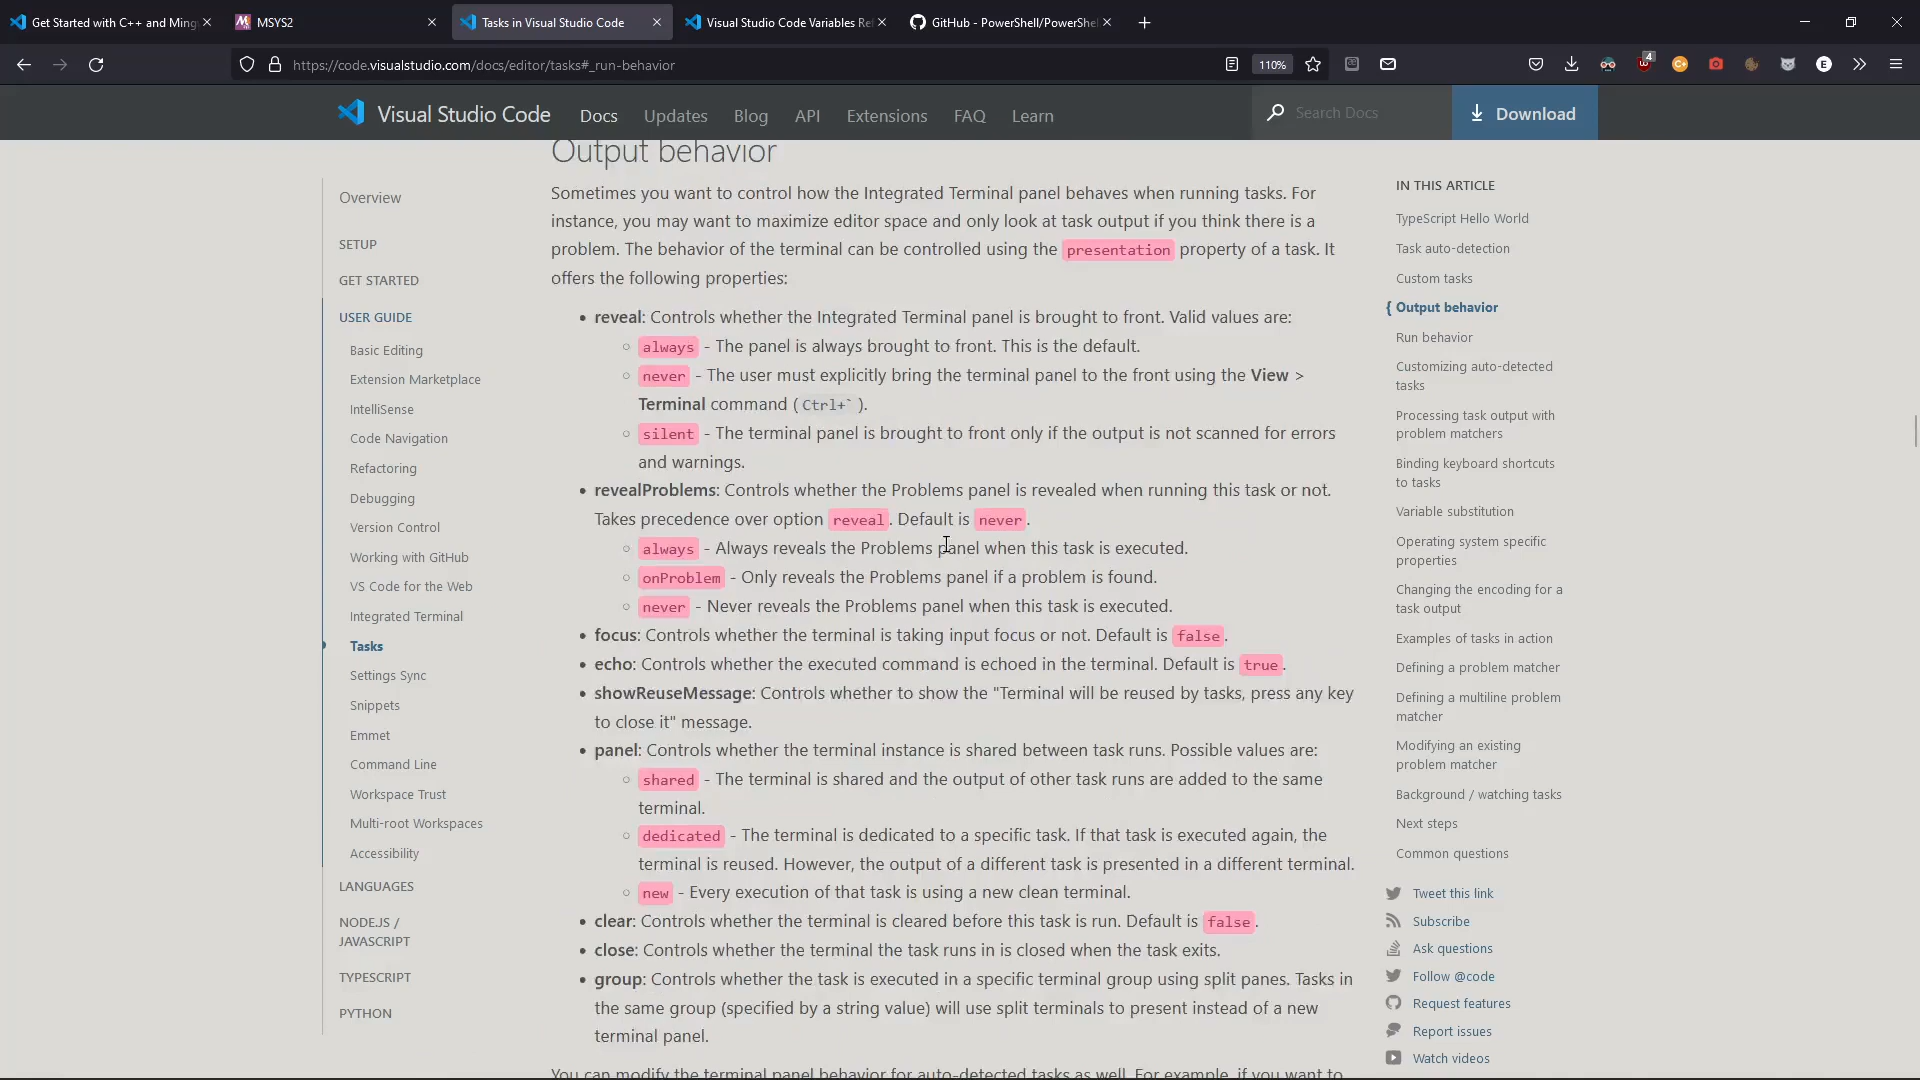 Get Started with C++ and Ming
MSYS2
Tasks in Visual Studio Code
Visual Studio Code Variables Re
GitHub - PowerShell/PowerShe
https://code.visualstudio.com/docs/editor/tasks#_run-behavior
110%
4
E
Visual Studio Code
Docs
Updates
Blog
API
Extensions
FAQ
Learn
Search Docs
Download
Overview
SETUP
GET STARTED
USER GUIDE
Basic Editing
Extension Marketplace
IntelliSense
Code Navigation
Refactoring
Debugging
Version Control
Working with GitHub
VS Code for the Web
Integrated Terminal
Tasks
Settings Sync
Snippets
Emmet
Command Line
Workspace Trust
Multi-root Workspaces
Accessibility
LANGUAGES
NODE.JS /
JAVASCRIPT
TYPESCRIPT
PYTHON
Output behavior
Sometimes you want to control how the Integrated Terminal panel behaves when running tasks. For
instance, you may want to maximize editor space and only look at task output if you think there is a
problem. The behavior of the terminal can be controlled using the presentation property of a task. It
offers the following properties:
• reveal: Controls whether the Integrated Terminal panel is brought to front. Valid values are:
○ always - The panel is always brought to front. This is the default.
○ never - The user must explicitly bring the terminal panel to the front using the View >
Terminal command (Ctrl+`).
○ silent - The terminal panel is brought to front only if the output is not scanned for errors
and warnings.
• revealProblems: Controls whether the Problems panel is revealed when running this task or not.
Takes precedence over option reveal. Default is never.
○ always - Always reveals the Problems panel when this task is executed.
○ onProblem - Only reveals the Problems panel if a problem is found.
○ never - Never reveals the Problems panel when this task is executed.
• focus: Controls whether the terminal is taking input focus or not. Default is false.
• echo: Controls whether the executed command is echoed in the terminal. Default is true.
• showReuseMessage: Controls whether to show the "Terminal will be reused by tasks, press any key
to close it" message.
• panel: Controls whether the terminal instance is shared between task runs. Possible values are:
○ shared - The terminal is shared and the output of other task runs are added to the same
terminal.
○ dedicated - The terminal is dedicated to a specific task. If that task is executed again, the
terminal is reused. However, the output of a different task is presented in a different terminal.
○ new - Every execution of that task is using a new clean terminal.
• clear: Controls whether the terminal is cleared before this task is run. Default is false.
• close: Controls whether the terminal the task runs in is closed when the task exits.
• group: Controls whether the task is executed in a specific terminal group using split panes. Tasks in
the same group (specified by a string value) will use split terminals to present instead of a new
terminal panel.
You can modify the terminal panel behavior for auto-detected tasks as well. For example, if you want to
IN THIS ARTICLE
TypeScript Hello World
Task auto-detection
Custom tasks
{ Output behavior
Run behavior
Customizing auto-detected
tasks
Processing task output with
problem matchers
Binding keyboard shortcuts
to tasks
Variable substitution
Operating system specific
properties
Changing the encoding for a
task output
Examples of tasks in action
Defining a problem matcher
Defining a multiline problem
matcher
Modifying an existing
problem matcher
Background / watching tasks
Next steps
Common questions
Tweet this link
Subscribe
Ask questions
Follow @code
Request features
Report issues
Watch videos